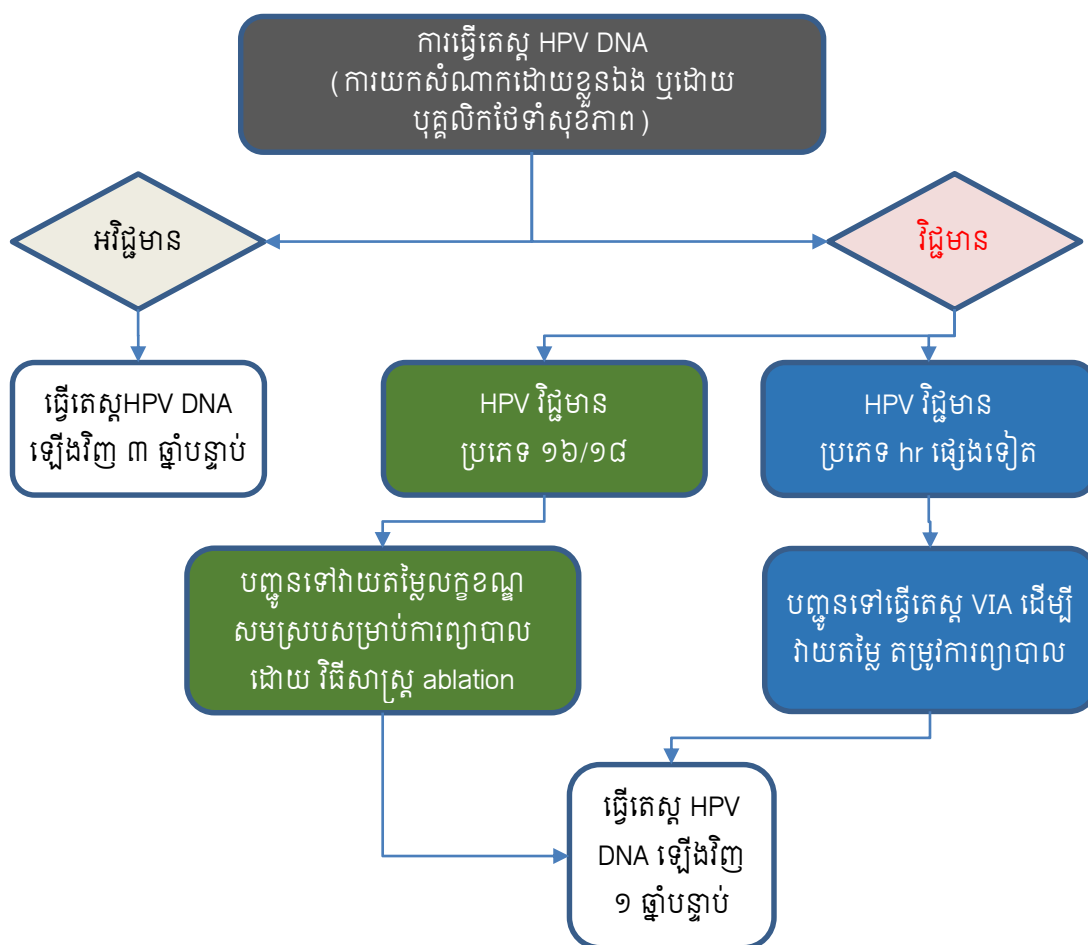 ការធ្វើតេស្ត HPV DNA
(ការយកសំណាកដោយខ្លួនឯង ឬដោយ
បុគ្គលិកថែទាំសុខភាព)
អវិជ្ជមាន
វិជ្ជមាន
ធ្វើតេស្តHPV DNA
ឡើងវិញ ៣ ឆ្នាំបន្ទាប់
HPV វិជ្ជមាន
ប្រភេទ ១៦/១៨
HPV វិជ្ជមាន
ប្រភេទ hr ផ្សេងទៀត
បញ្ជូនទៅវាយតម្លៃលក្ខខណ្ឌ
សមស្របសម្រាប់ការព្យាបាល
ដោយ វិធីសាស្ត្រ ablation
បញ្ជូនទៅធ្វើតេស្ត VIA ដើម្បី
វាយតម្លៃ តម្រូវការព្យាបាល
ធ្វើតេស្ត HPV
DNA ឡើងវិញ
១ ឆ្នាំបន្ទាប់